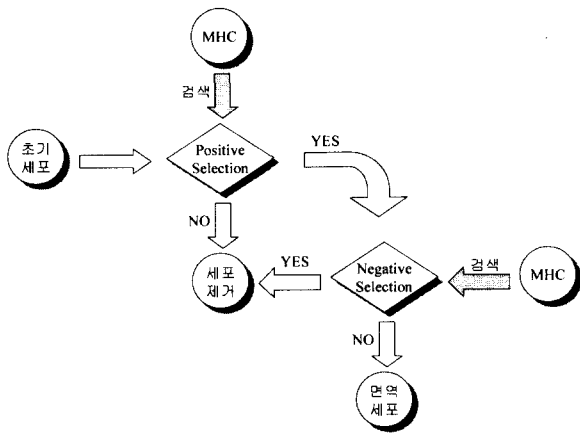 MHC
검색
초기
세포
Positive
Selection
YES
NO
세포
제거
YES
Negative
Selection
검색
MHC
NO
면역
세포